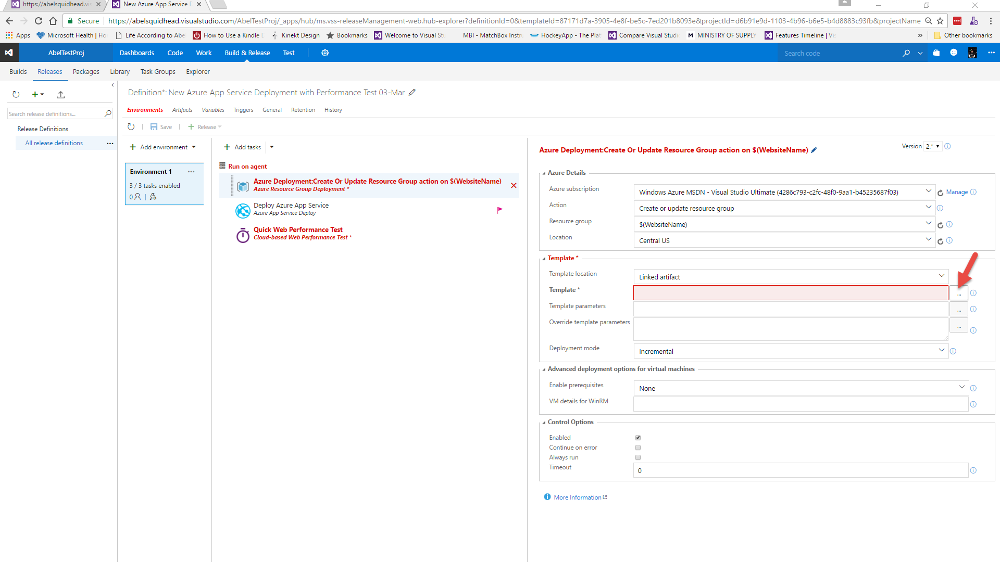 https://abelsquidhead.vis
New Azure App Service D
Secure
https://abelsquidhead.visualstudio.com/AbelTestProj/_apps/hub/ms.vss-releaseManagement-web.hub-explorer?definitionId=0&templateId=87171d7a-3905-4e8f-be5c-7ed201b8093e&projectId=d6b91e9d-1103-4b96-b6e5-b4d8883c93fb&projectName
Apps
Microsoft Health | Ho
Life According to Abe
How to Use a Kindle D
Kinekt Design
Bookmarks
Welcome to Visual Stu
MBI - MatchBox Instru
HockeyApp - The Plat
Compare Visual Studio
M MINISTRY OF SUPPLY
Features Timeline | Vis
»
Other bookmarks
AbelTestProj
Dashboards
Code
Work
Build & Release
Test
Search code
Builds
Releases
Packages
Library
Task Groups
Explorer
Search release definitions...
Release Definitions
All release definitions
...
Definition*: New Azure App Service Deployment with Performance Test 03-Mar
Environments
Artifacts
Variables
Triggers
General
Retention
History
Save
Release
Add environment
Environment 1
...
3 / 3 tasks enabled
0
Add tasks
Run on agent
Azure Deployment:Create Or Update Resource Group action on $(WebsiteName)
Azure Resource Group Deployment *
Deploy Azure App Service
Azure App Service Deploy
Quick Web Performance Test
Cloud-based Web Performance Test *
Azure Deployment:Create Or Update Resource Group action on $(WebsiteName)
Version 2.*
Azure Details
Azure subscription
Windows Azure MSDN - Visual Studio Ultimate (4286c793-c2fc-48f0-9aa1-b45235687f03)
Manage
Action
Create or update resource group
Resource group
$(WebsiteName)
Location
Central US
Template *
Template location
Linked artifact
Template *
...
Template parameters
...
Override template parameters
...
Deployment mode
Incremental
Advanced deployment options for virtual machines
Enable prerequisites
None
VM details for WinRM
Control Options
Enabled
Continue on error
Always run
Timeout
0
More Information